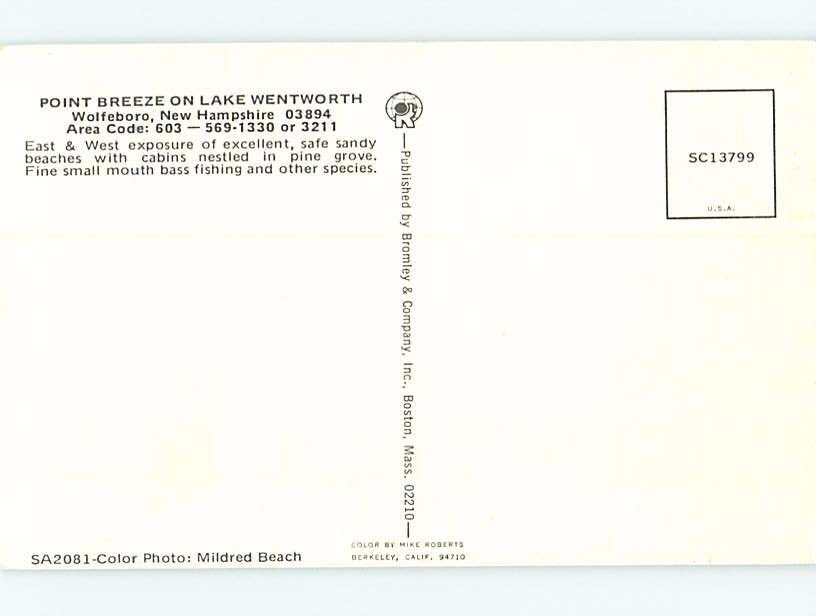 POINT BREEZE ON LAKE WENTWORTH
Wolfeboro, New Hampshire 03894
Area Code: 603 — 569-1330 or 3211
East & West exposure of excellent, safe sandy
beaches with cabins nestled in pine grove.
Fine small mouth bass fishing and other species.
—Published by Bromley & Company, Inc., Boston, Mass. 02210—
SC13799
U.S.A.
SA2081-Color Photo: Mildred Beach
COLOR BY MIKE ROBERTS
BERKELEY, CALIF. 94710